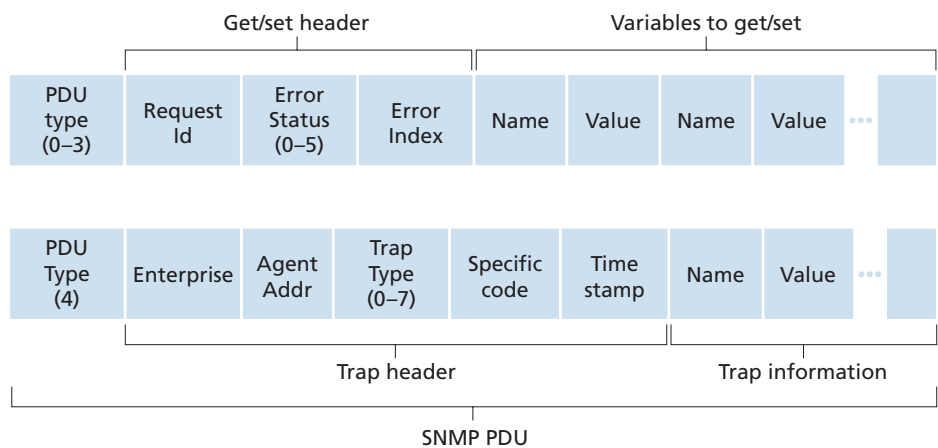 Get/set header
Variables to get/set
PDU
type
(0–3)
Request
Id
Error
Status
(0–5)
Error
Index
Name
Value
Name
Value
PDU
Type
(4)
Enterprise
Agent
Addr
Trap
Type
(0–7)
Specific
code
Time
stamp
Name
Value
Trap header
Trap information
SNMP PDU